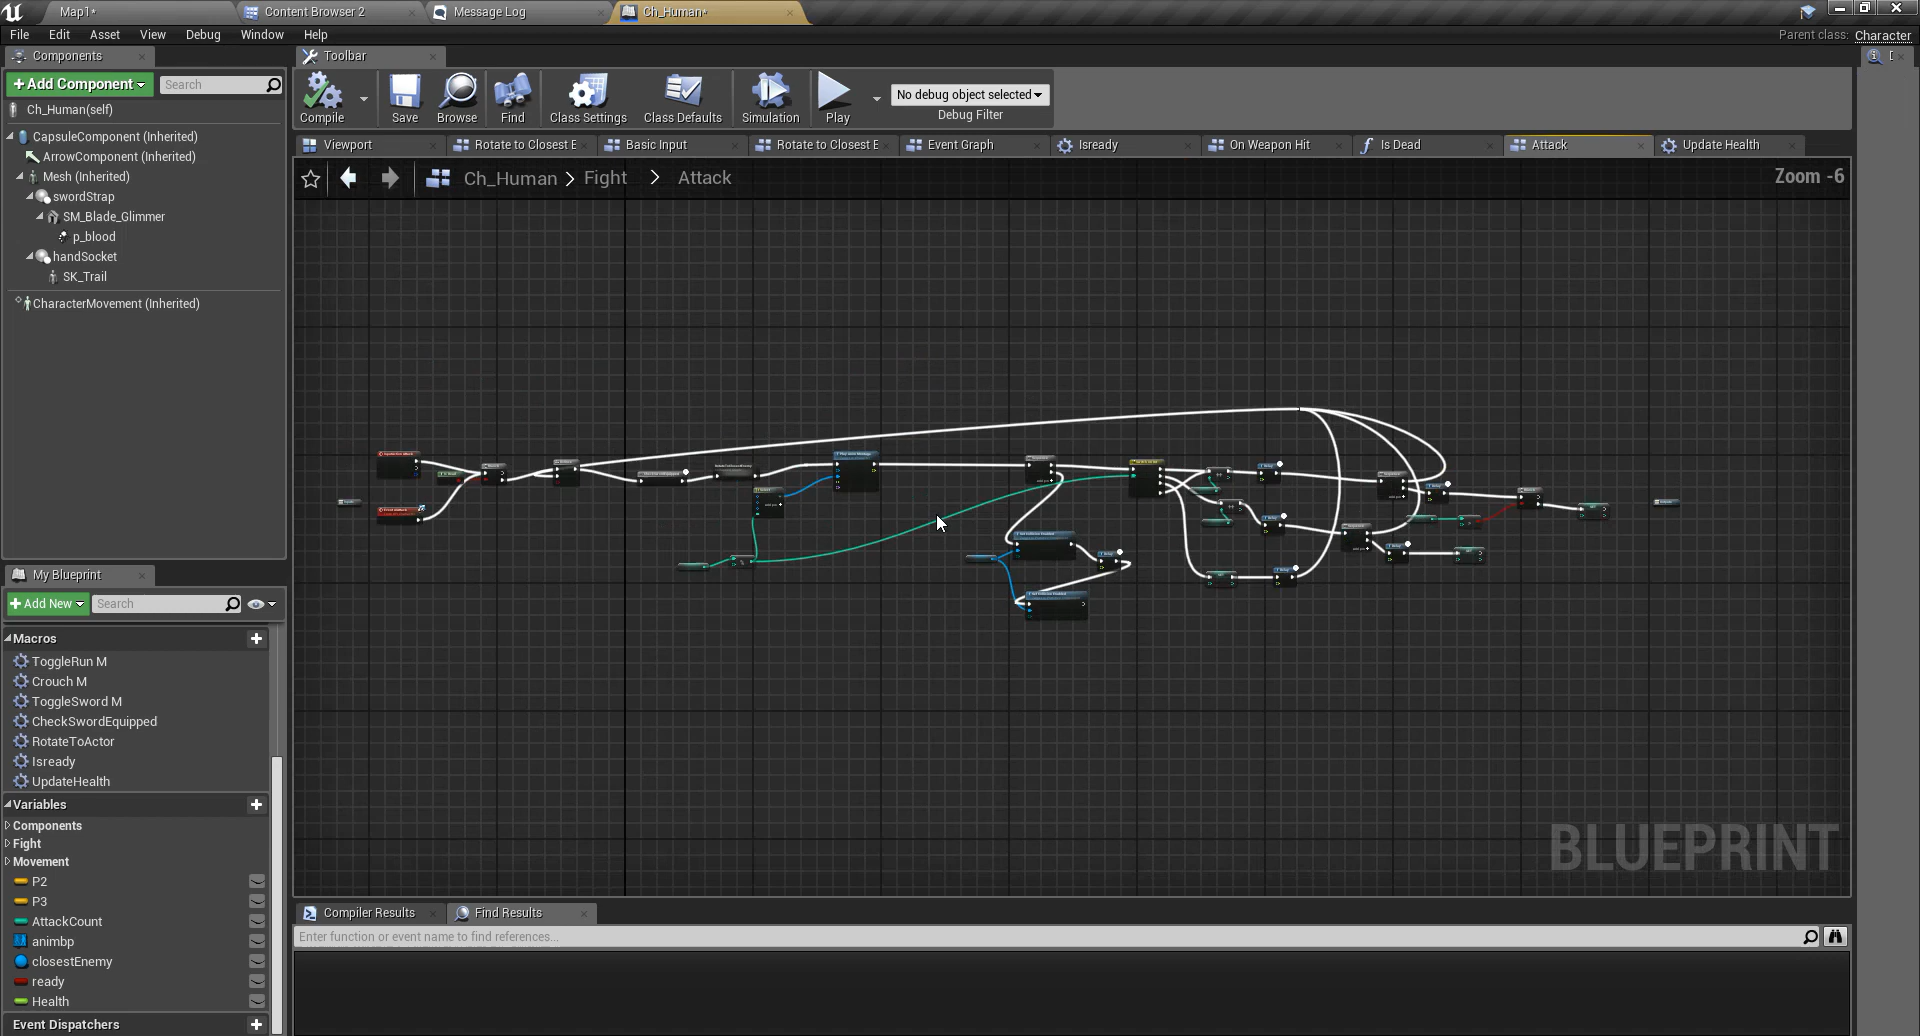 Map1*
Content Browser 2
Message Log
Ch_Human*
File Edit Asset View Debug Window Help
Parent class: Character
Components
Toolbar
+Add Component
Search
Ch_Human(self)
CapsuleComponent (Inherited)
ArrowComponent (Inherited)
Mesh (Inherited)
swordStrap
SM_Blade_Glimmer
p_blood
handSocket
SK_Trail
CharacterMovement (Inherited)
Compile
Save
Browse
Find
Class Settings
Class Defaults
Simulation
Play
No debug object selected
Debug Filter
Viewport
Rotate to Closest E
Basic Input
Rotate to Closest E
Event Graph
Isready
On Weapon Hit
Is Dead
Attack
Update Health
Ch_Human > Fight > Attack
Zoom -6
BLUEPRINT
My Blueprint
+Add New
Search
Macros
ToggleRun M
Crouch M
ToggleSword M
CheckSwordEquipped
RotateToActor
Isready
UpdateHealth
Variables
Components
Fight
Movement
P2
P3
AttackCount
animbp
closestEnemy
ready
Health
Event Dispatchers
Compiler Results
Find Results
Enter function or event name to find references...